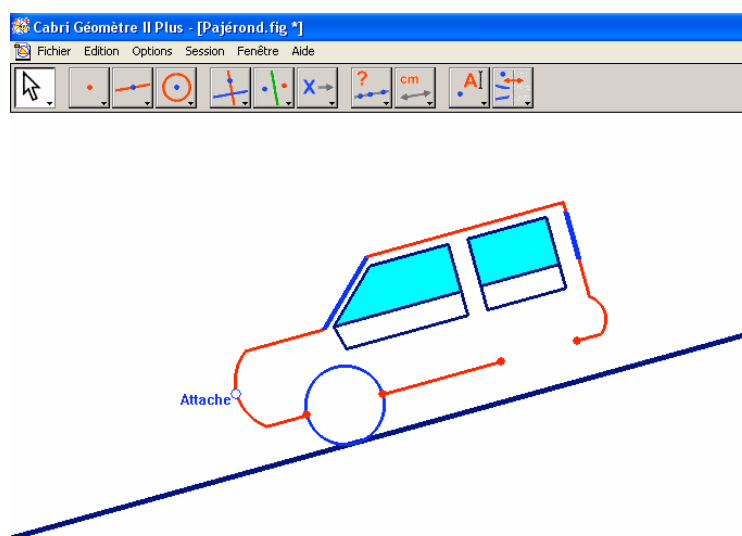 Cabri Géomètre II Plus - [Pajérond.fig *]
Fichier Edition Options Session Fenêtre Aide
X ? cm A
Attache